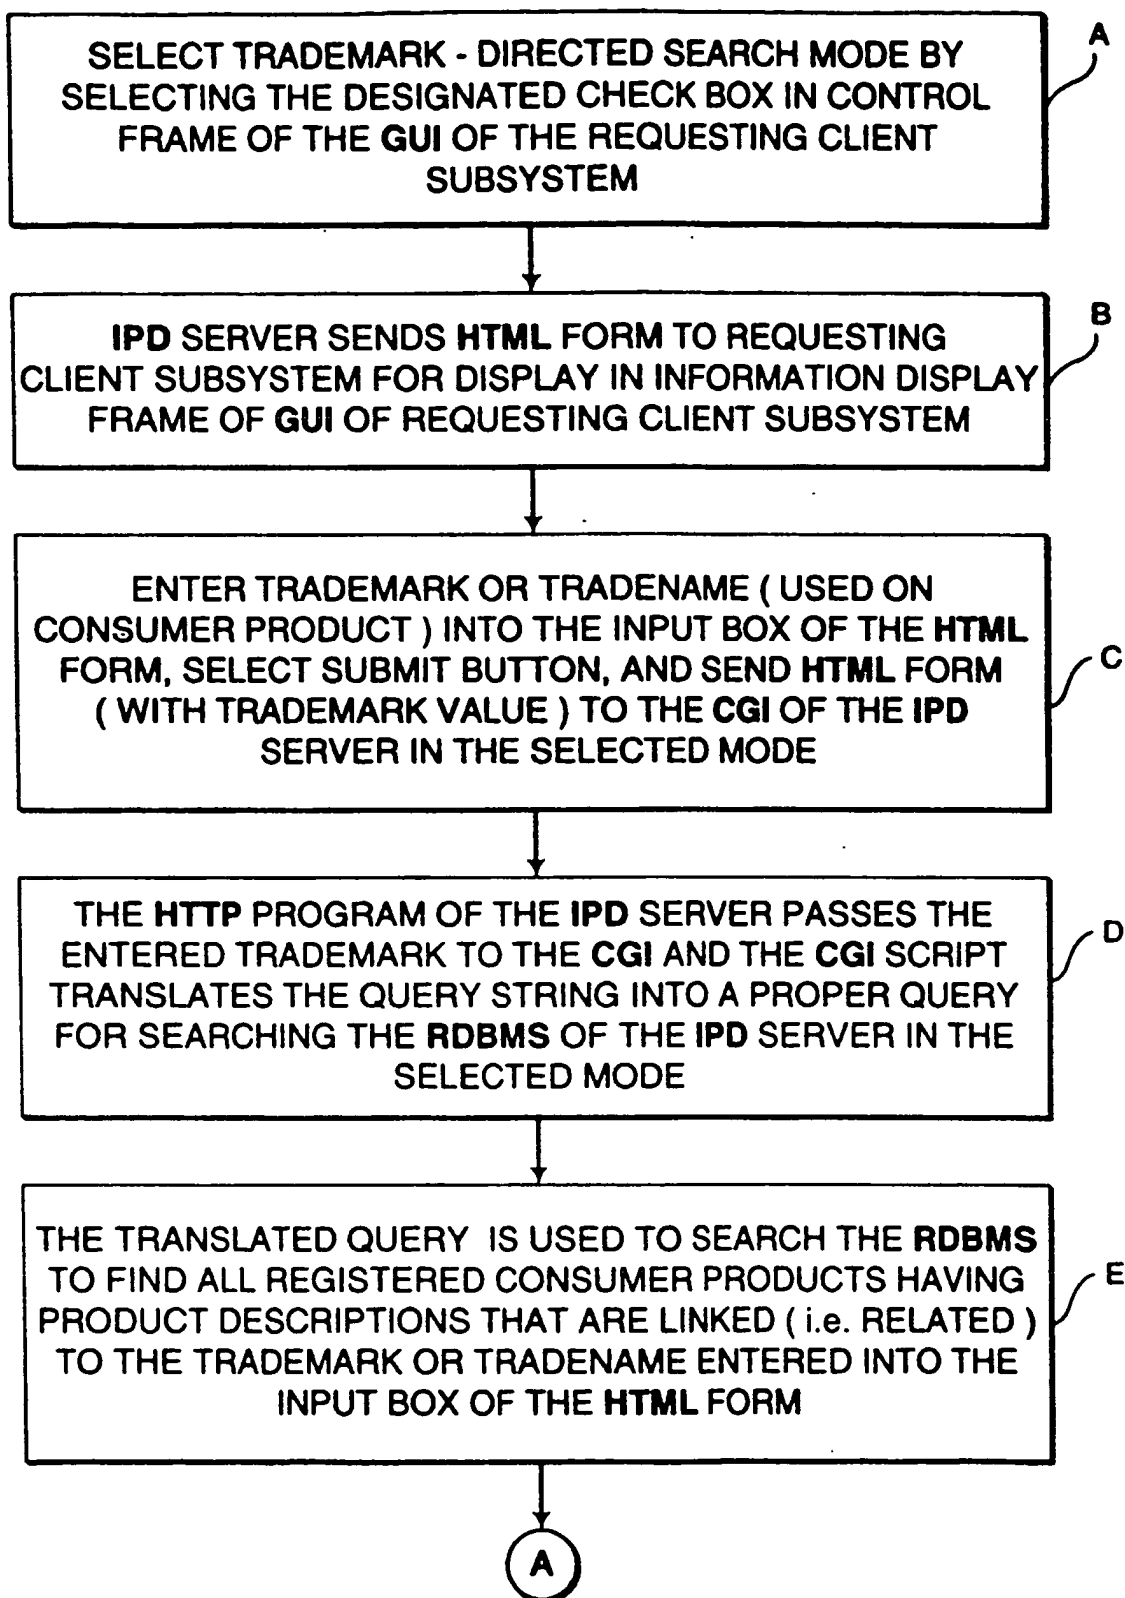 SELECT TRADEMARK - DIRECTED SEARCH MODE BY
SELECTING THE DESIGNATED CHECK BOX IN CONTROL
FRAME OF THE GUI OF THE REQUESTING CLIENT
SUBSYSTEM
A
IPD SERVER SENDS HTML FORM TO REQUESTING
CLIENT SUBSYSTEM FOR DISPLAY IN INFORMATION DISPLAY
FRAME OF GUI OF REQUESTING CLIENT SUBSYSTEM
B
ENTER TRADEMARK OR TRADENAME ( USED ON
CONSUMER PRODUCT ) INTO THE INPUT BOX OF THE HTML
FORM, SELECT SUBMIT BUTTON, AND SEND HTML FORM
( WITH TRADEMARK VALUE ) TO THE CGI OF THE IPD
SERVER IN THE SELECTED MODE
C
THE HTTP PROGRAM OF THE IPD SERVER PASSES THE
ENTERED TRADEMARK TO THE CGI AND THE CGI SCRIPT
TRANSLATES THE QUERY STRING INTO A PROPER QUERY
FOR SEARCHING THE RDBMS OF THE IPD SERVER IN THE
SELECTED MODE
D
THE TRANSLATED QUERY IS USED TO SEARCH THE RDBMS
TO FIND ALL REGISTERED CONSUMER PRODUCTS HAVING
PRODUCT DESCRIPTIONS THAT ARE LINKED ( i.e. RELATED )
TO THE TRADEMARK OR TRADENAME ENTERED INTO THE
INPUT BOX OF THE HTML FORM
E
A